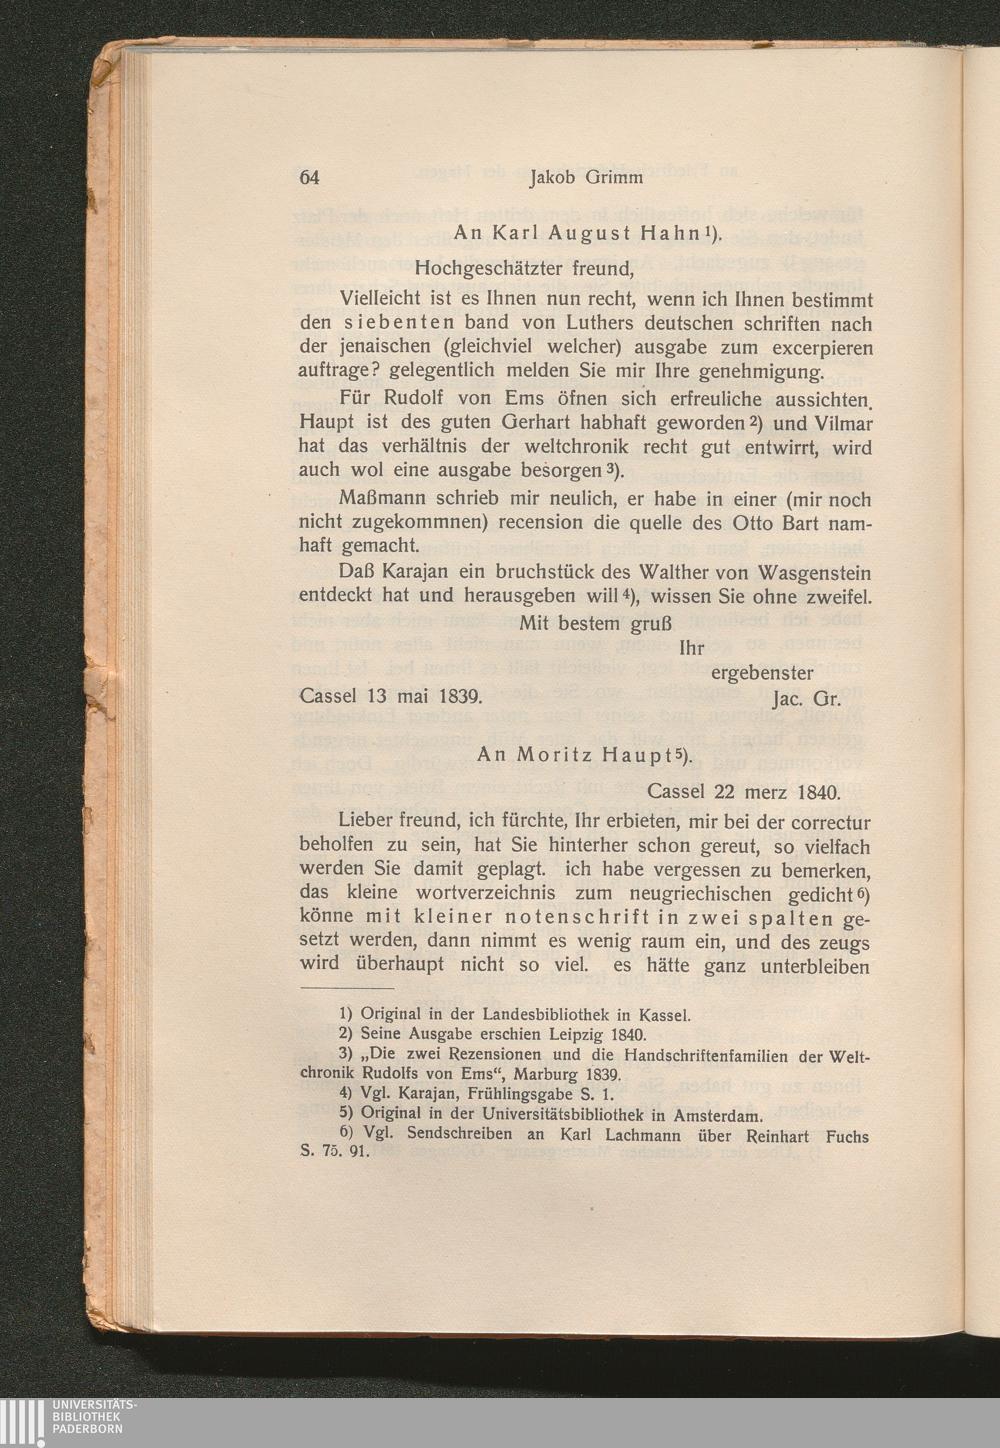 64 Jakob Grimm
An Karl August Hahn 1).
Hochgeschätzter freund,
Vielleicht ist es Ihnen nun recht, wenn ich Ihnen bestimmt
den siebenten band von Luthers deutschen schriften nach
der jenaischen (gleichviel welcher) ausgabe zum excerpieren
auftrage? gelegentlich melden Sie mir Ihre genehmigung.
Für Rudolf von Ems öfnen sich erfreuliche aussichten.
Haupt ist des guten Gerhart habhaft geworden 2) und Vilmar
hat das verhältnis der weltchronik recht gut entwirrt, wird
auch wol eine ausgabe besorgen 3).
Maßmann schrieb mir neulich, er habe in einer (mir noch
nicht zugekommnen) recension die quelle des Otto Bart nam-
haft gemacht.
Daß Karajan ein bruchstück des Walther von Wasgenstein
entdeckt hat und herausgeben will 4), wissen Sie ohne zweifel.
Mit bestem gruß
Ihr
ergebenster
Cassel 13 mai 1839. Jac. Gr.
An Moritz Haupt 5).
Cassel 22 merz 1840.
Lieber freund, ich fürchte, Ihr erbieten, mir bei der correctur
beholfen zu sein, hat Sie hinterher schon gereut, so vielfach
werden Sie damit geplagt. ich habe vergessen zu bemerken,
das kleine wortverzeichnis zum neugriechischen gedicht 6)
könne mit kleiner notenschrift in zwei spalten ge-
setzt werden, dann nimmt es wenig raum ein, und des zeugs
wird überhaupt nicht so viel. es hätte ganz unterbleiben
1) Original in der Landesbibliothek in Kassel.
2) Seine Ausgabe erschien Leipzig 1840.
3) „Die zwei Rezensionen und die Handschriftenfamilien der Welt-
chronik Rudolfs von Ems“, Marburg 1839.
4) Vgl. Karajan, Frühlingsgabe S. 1.
5) Original in der Universitätsbibliothek in Amsterdam.
6) Vgl. Sendschreiben an Karl Lachmann über Reinhart Fuchs
S. 75. 91.
UNIVERSITÄTS-
BIBLIOTHEK
PADERBORN